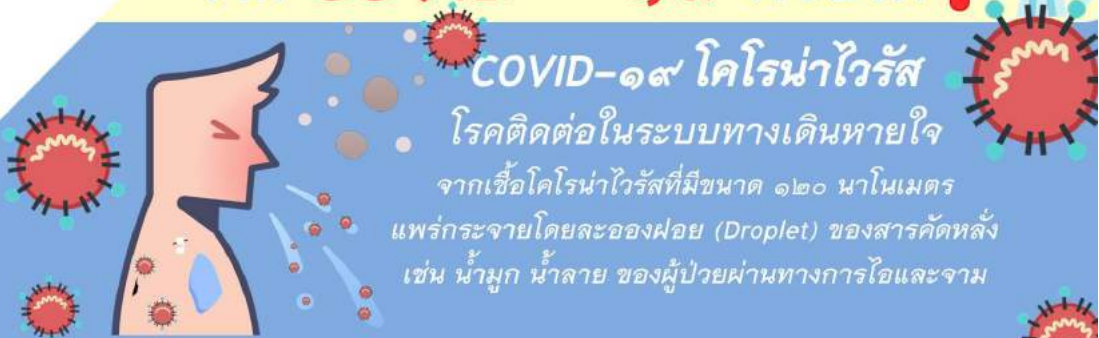 COVID-๑๙ โคโรน่าไวรัส
โรคติดต่อในระบบทางเดินหายใจ
จากเชื้อโคโรน่าไวรัสที่มีขนาด ๑๒๐ นาโนเมตร
แพร่กระจายโดยละอองฝอย (Droplet) ของสารคัดหลั่ง
เช่น น้ำมูก น้ำลาย ของผู้ป่วยผ่านทางการไอและจาม